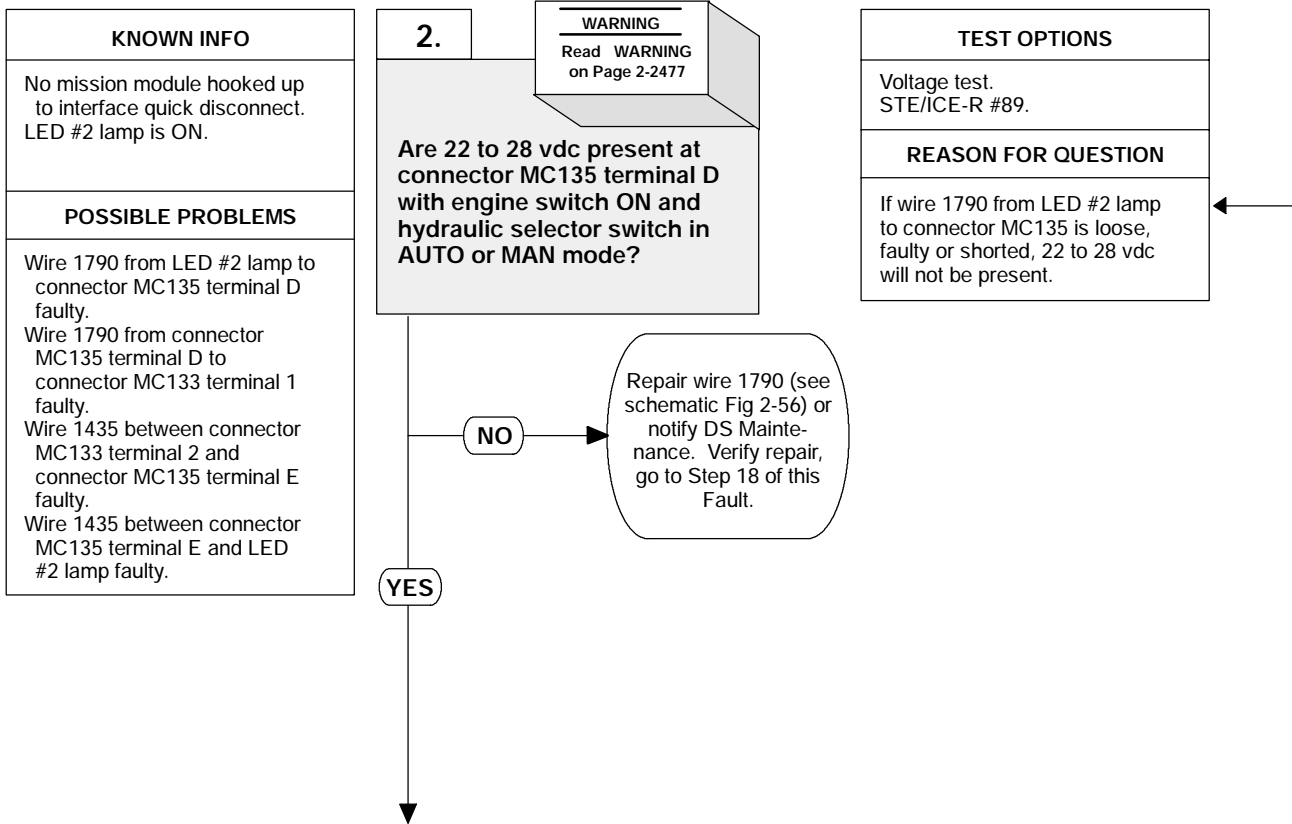 KNOWN INFO
No mission module hooked up
to interface quick disconnect.
LED #2 lamp is ON.
POSSIBLE PROBLEMS
Wire 1790 from LED #2 lamp to
connector MC135 terminal D
faulty.
Wire 1790 from connector
MC135 terminal D to
connector MC133 terminal 1
faulty.
Wire 1435 between connector
MC133 terminal 2 and
connector MC135 terminal E
faulty.
Wire 1435 between connector
MC135 terminal E and LED
#2 lamp faulty.
2.
WARNING
Read WARNING
on Page 2-2477
Are 22 to 28 vdc present at
connector MC135 terminal D
with engine switch ON and
hydraulic selector switch in
AUTO or MAN mode?
NO
Repair wire 1790 (see
schematic Fig 2-56) or
notify DS Mainte-
nance. Verify repair,
go to Step 18 of this
Fault.
YES
TEST OPTIONS
Voltage test.
STE/ICE-R #89.
REASON FOR QUESTION
If wire 1790 from LED #2 lamp
to connector MC135 is loose,
faulty or shorted, 22 to 28 vdc
will not be present.